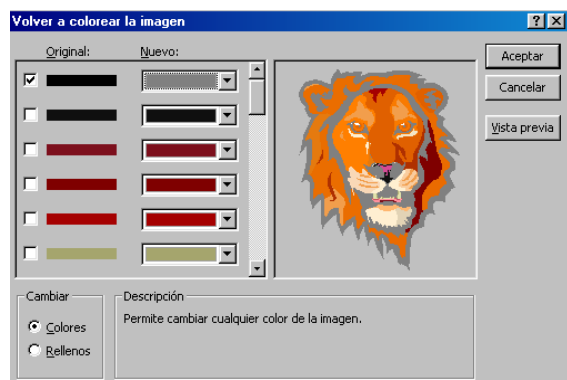 Volver a colorear la imagen
Original: Nuevo:
Aceptar
Cancelar
Vista previa
Cambiar
Colores
Rellenos
Descripción
Permite cambiar cualquier color de la imagen.